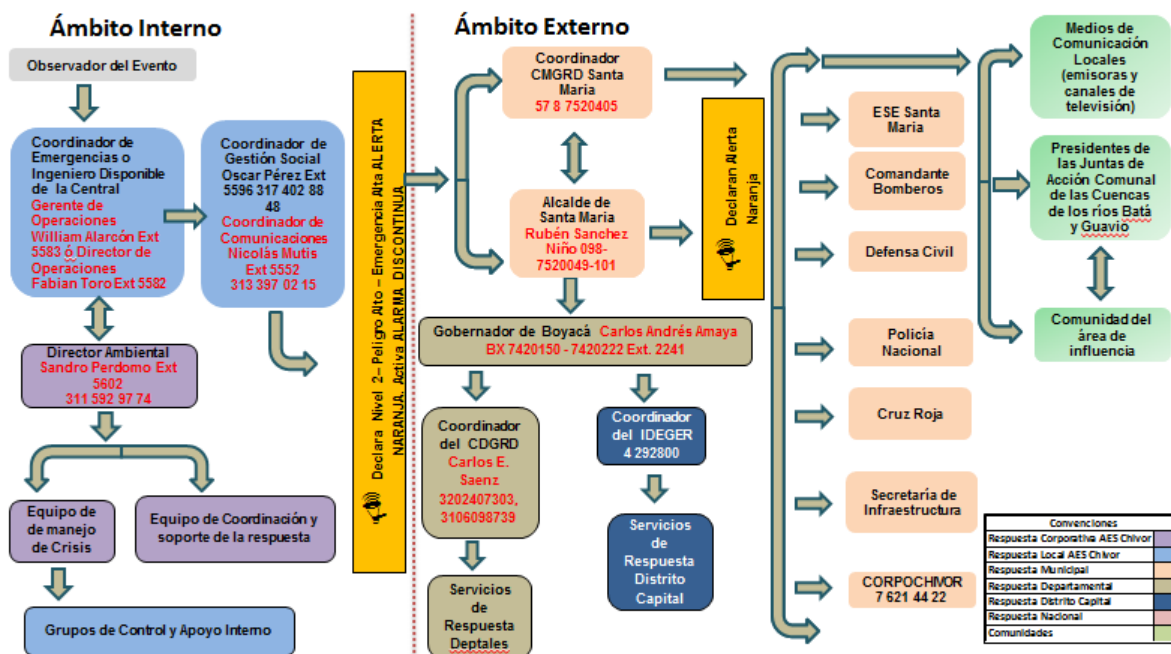 Ámbito Interno
Observador del Evento
Coordinador de
Emergencias o
Ingeniero Disponible
de la Central
Gerente de
Operaciones
William Alarcón Ext
5583 ó Director de
Operaciones
Fabian Toro Ext 5582
Coordinador de
Gestión Social
Oscar Pérez Ext
5596 317 402 88
48
Coordinador de
Comunicaciones
Nicolás Mutis
Ext 5552
313 397 02 15
Director Ambiental
Sandro Perdomo Ext
5602
311 592 97 74
Equipo de
de manejo
de Crisis
Equipo de Coordinación y
soporte de la respuesta
Grupos de Control y Apoyo Interno
Declara Nivel 2– Peligro Alto – Emergencia Alta ALERTA
NARANJA. Activa ALARMA DISCONTINUA
Ámbito Externo
Coordinador
CMGRD Santa
Maria
57 8 7520405
Alcalde de
Santa Maria
Rubén Sanchez
Niño 098-
7520049-101
Declararan Alerta
Naranja
Gobernador de Boyacá Carlos Andrés Amaya
BX 7420150 - 7420222 Ext. 2241
Coordinador
del CDGRD
Carlos E.
Saenz
3202407303,
3106098739
Servicios de
Respuesta
Deptales
Coordinador
del IDEGER
4 292800
Servicios
de
Respuesta
Distrito
Capital
ESE Santa
Maria
Comandante
Bomberos
Defensa Civil
Policía
Nacional
Cruz Roja
Secretaría de
Infraestructura
CORPOCHIVOR
7 621 44 22
Medios de
Comunicación
Locales
(emisoras y
canales de
televisión)
Presidentes de
las Juntas de
Acción Comunal
de las Cuencas
de los ríos Batá
y Guavio
Comunidad del
área de
influencia
Convenciones
Respuesta Corporativa AES Chivor
Respuesta Local AES Chivor
Respuesta Municipal
Respuesta Departamental
Respuesta Distrito Capital
Respuesta Nacional
Comunidades